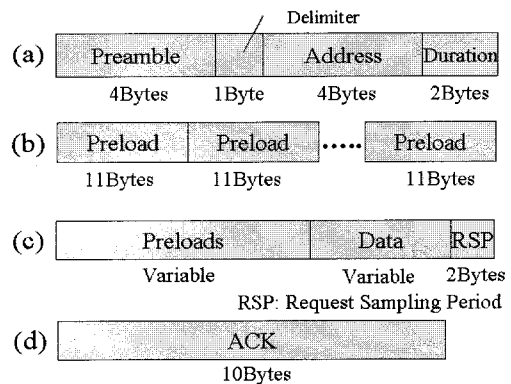 Delimiter
(a) Preamble Address Duration
4Bytes 1Byte 4Bytes 2Bytes
(b) Preload Preload ..... Preload
11Bytes 11Bytes 11Bytes
(c) Preloads Data RSP
Variable Variable 2Bytes
RSP: Request Sampling Period
(d) ACK
10Bytes